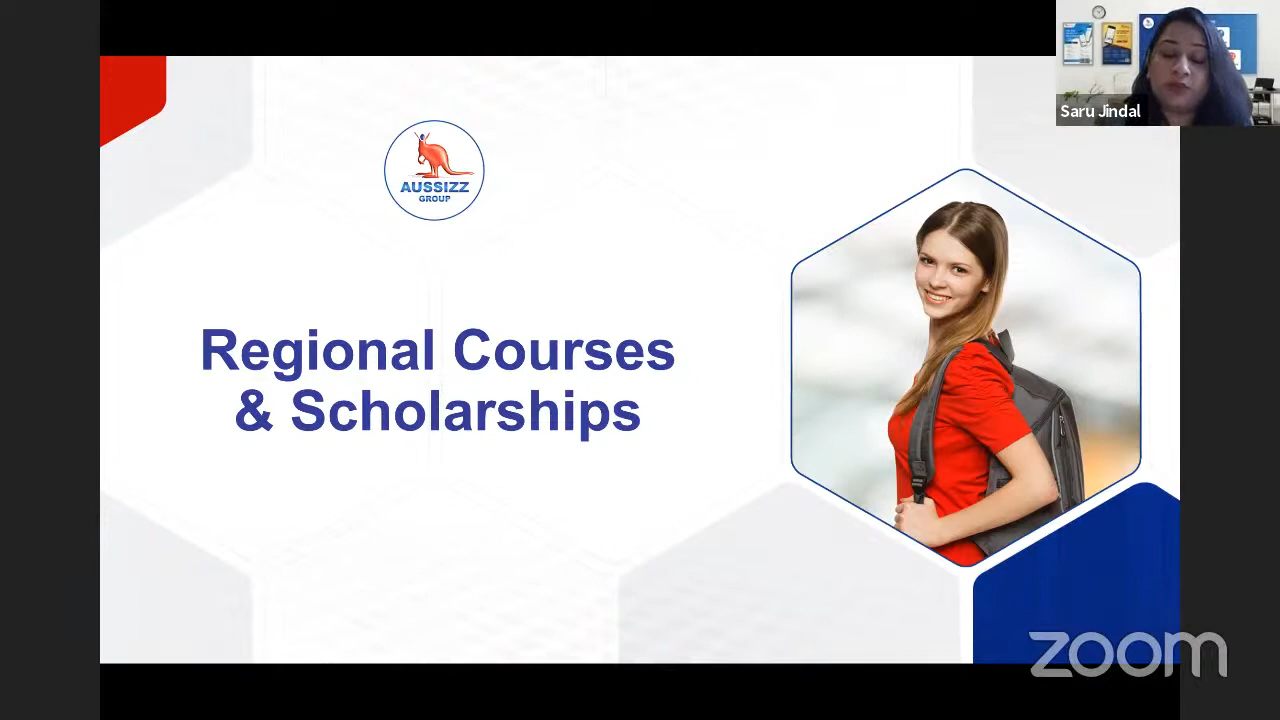 Saru Jindal
AUSSIZZ
GROUP
Regional Courses
& Scholarships
zoom